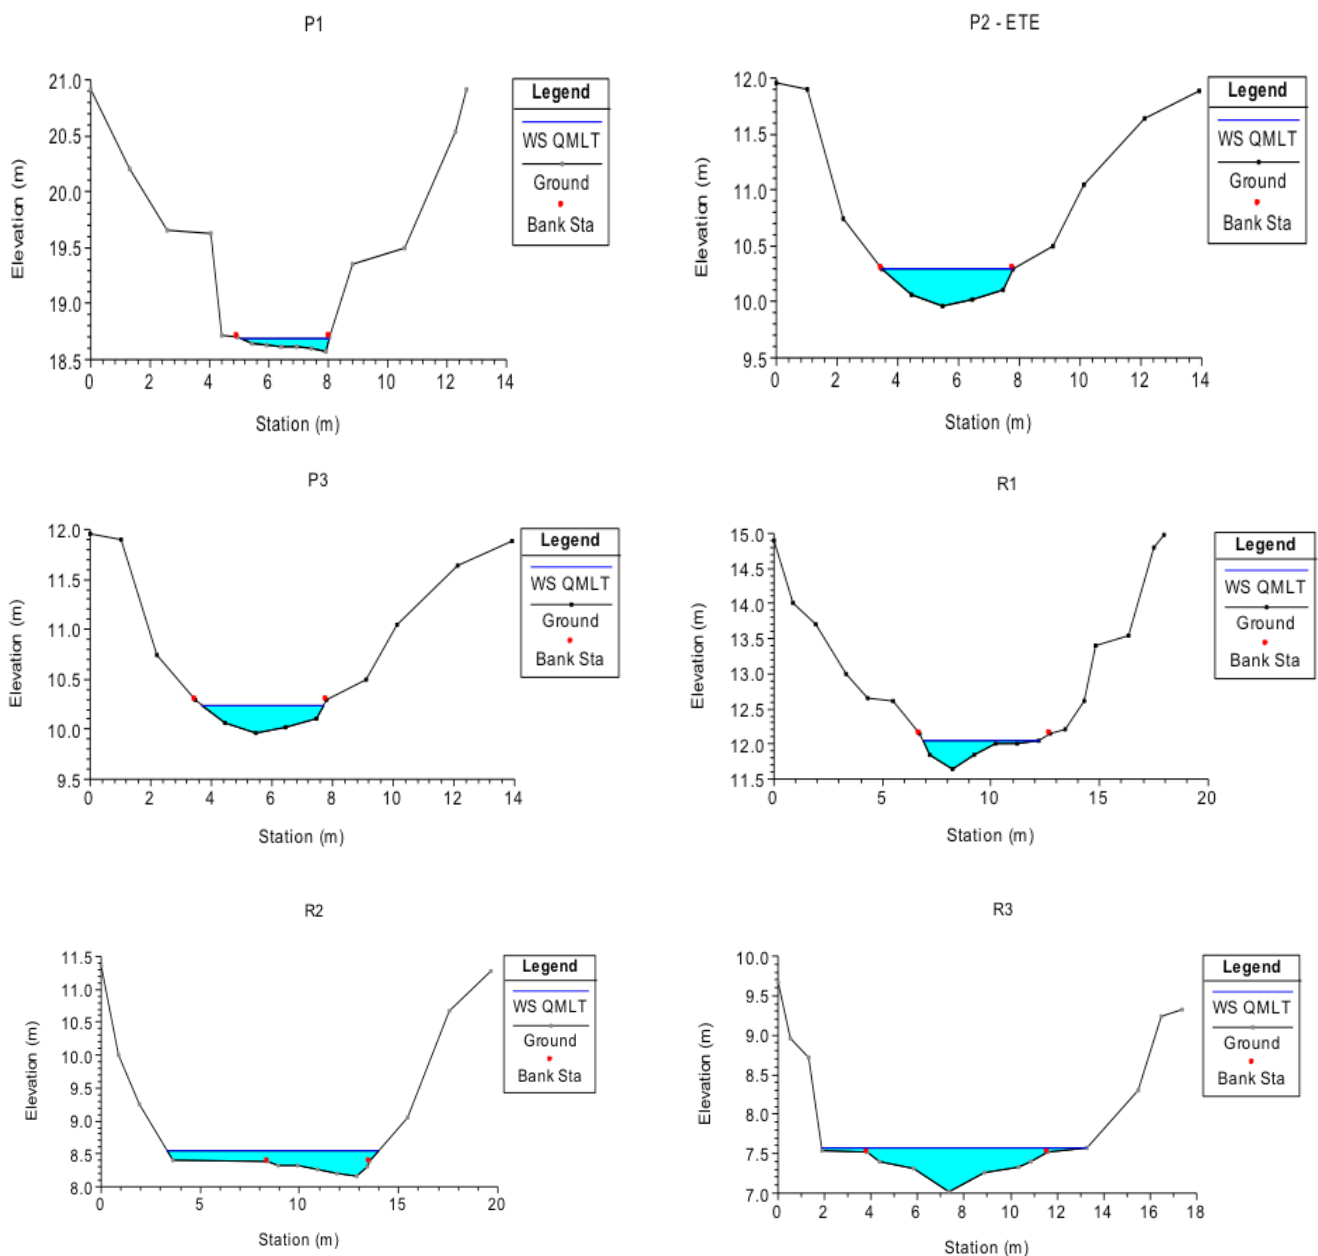 P1
21.0
20.5
20.0
19.5
19.0
18.5
Elevation (m)
0 2 4 6 8 10 12 14
Station (m)
Legend
WS QMLT
Ground
Bank Sta
P2 - ETE
12.0
11.5
11.0
10.5
10.0
9.5
Elevation (m)
0 2 4 6 8 10 12 14
Station (m)
Legend
WS QMLT
Ground
Bank Sta
P3
12.0
11.5
11.0
10.5
10.0
9.5
Elevation (m)
0 2 4 6 8 10 12 14
Station (m)
Legend
WS QMLT
Ground
Bank Sta
R1
15.0
14.5
14.0
13.5
13.0
12.5
12.0
11.5
Elevation (m)
0 5 10 15 20
Station (m)
Legend
WS QMLT
Ground
Bank Sta
R2
11.5
11.0
10.5
10.0
9.5
9.0
8.5
8.0
Elevation (m)
0 5 10 15 20
Station (m)
Legend
WS QMLT
Ground
Bank Sta
R3
10.0
9.5
9.0
8.5
8.0
7.5
7.0
Elevation (m)
0 2 4 6 8 10 12 14 16 18
Station (m)
Legend
WS QMLT
Ground
Bank Sta